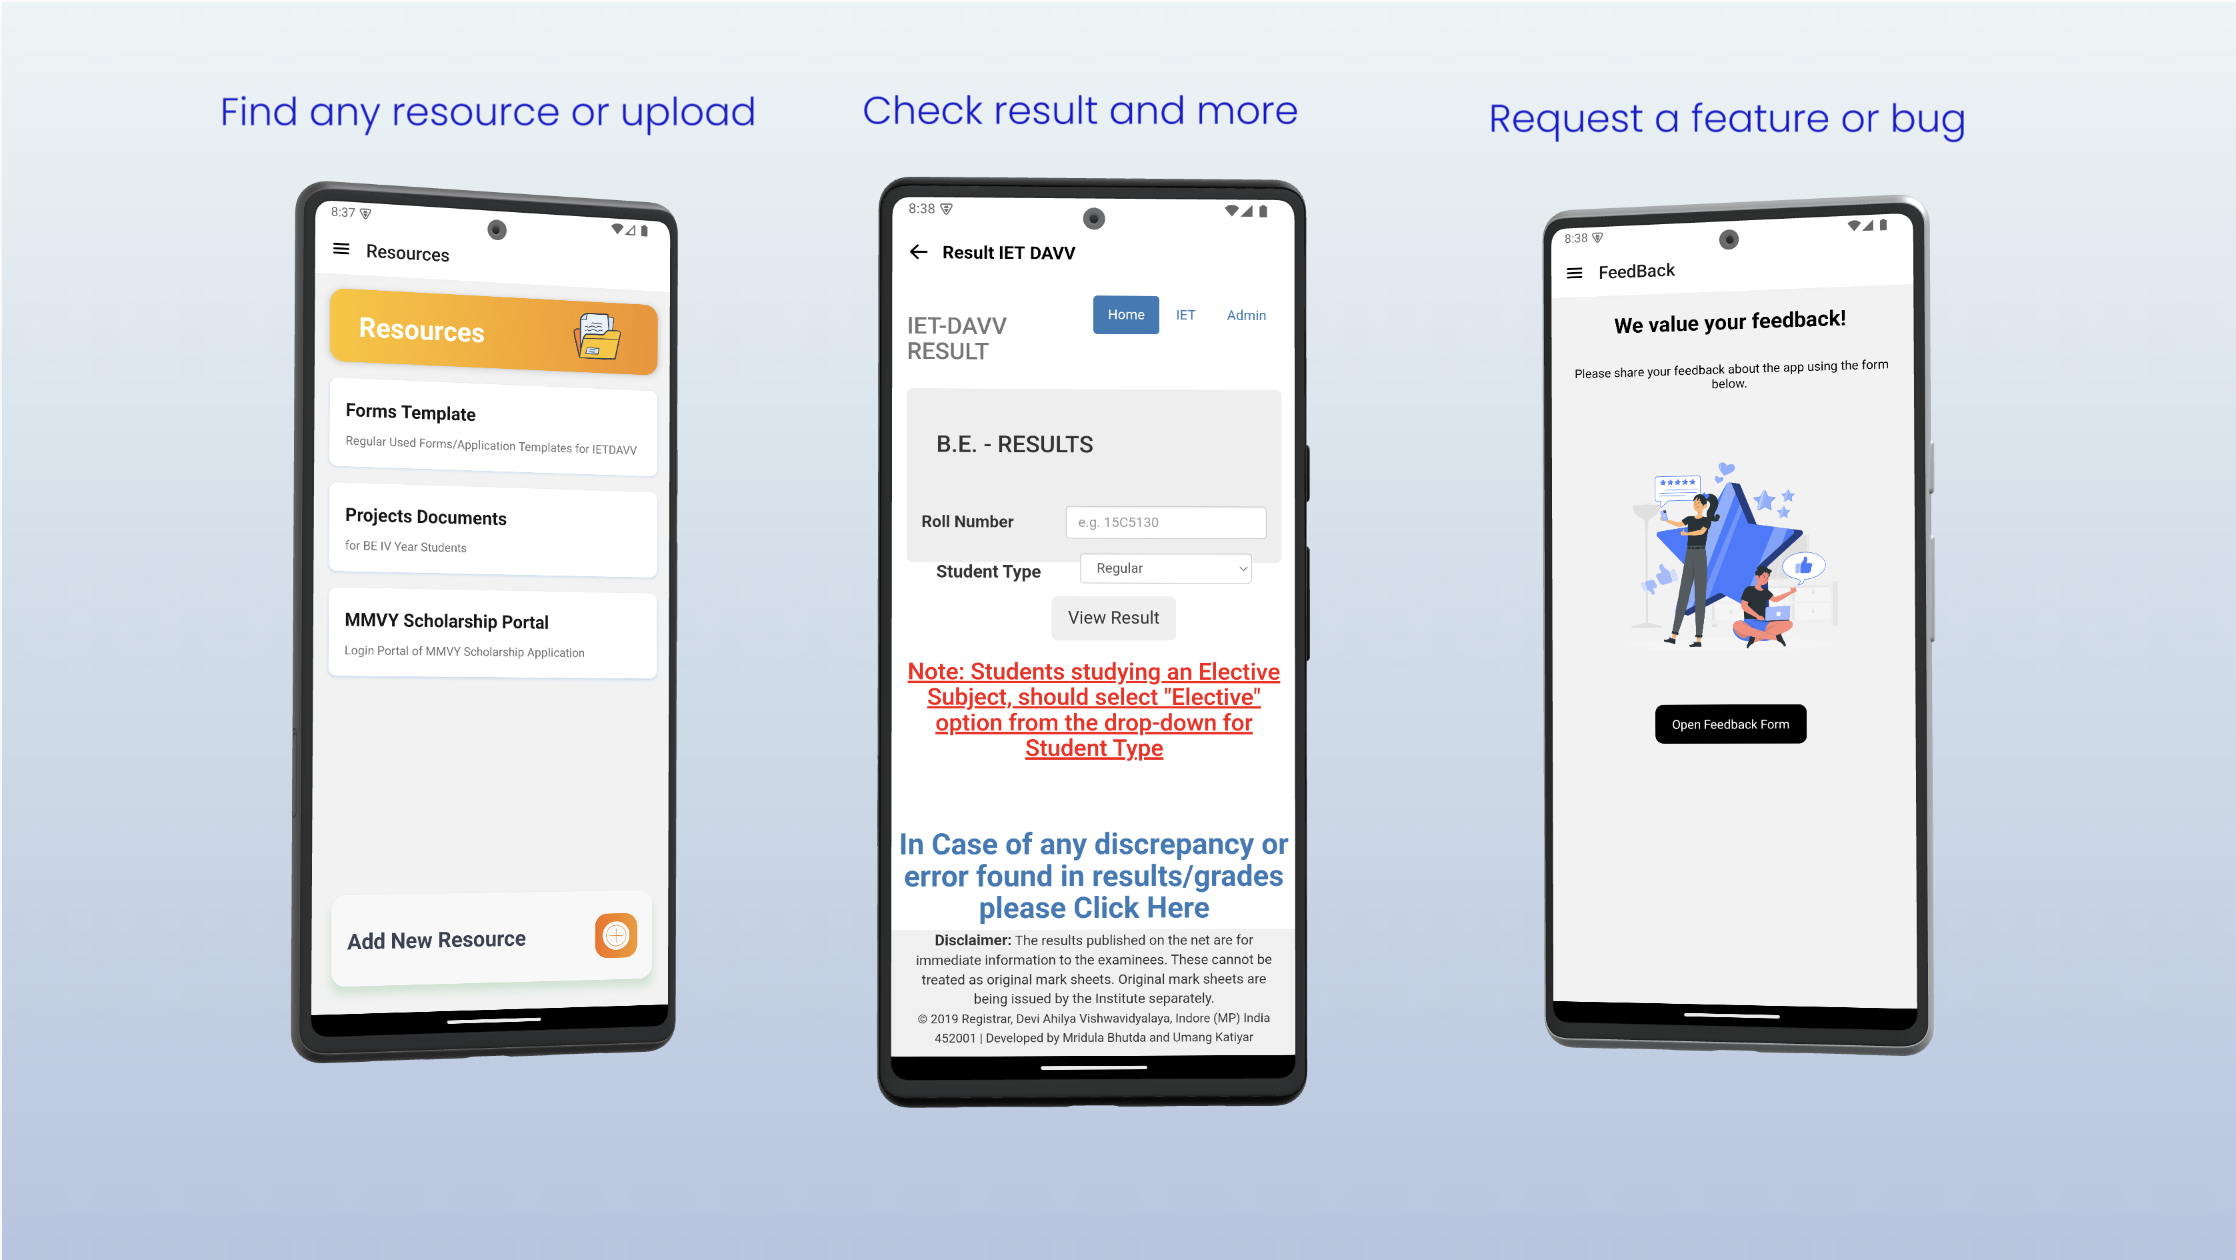 Find any resource or upload
8:37
Resources
Resources
Forms Template
Regular Used Forms/Application Templates for IETDAVV
Projects Documents
for BE IV Year Students
MMVY Scholarship Portal
Login Portal of MMVY Scholarship Application
Add New Resource
Check result and more
8:38
Result IET DAVV
IET-DAVV
RESULT
Home IET Admin
B.E. - RESULTS
Roll Number e.g. 15C5130
Student Type Regular
View Result
Note: Students studying an Elective
Subject, should select "Elective"
option from the drop-down for
Student Type
In Case of any discrepancy or
error found in results/grades
please Click Here
Disclaimer: The results published on the net are for
immediate information to the examinees. These cannot be
treated as original mark sheets. Original mark sheets are
being issued by the Institute separately.
© 2019 Registrar, Devi Ahilya Vishwavidyalaya, Indore (MP) India
452001 | Developed by Mridula Bhutda and Umang Katiyar
Request a feature or bug
8:38
FeedBack
We value your feedback!
Please share your feedback about the app using the form
below.
Open Feedback Form